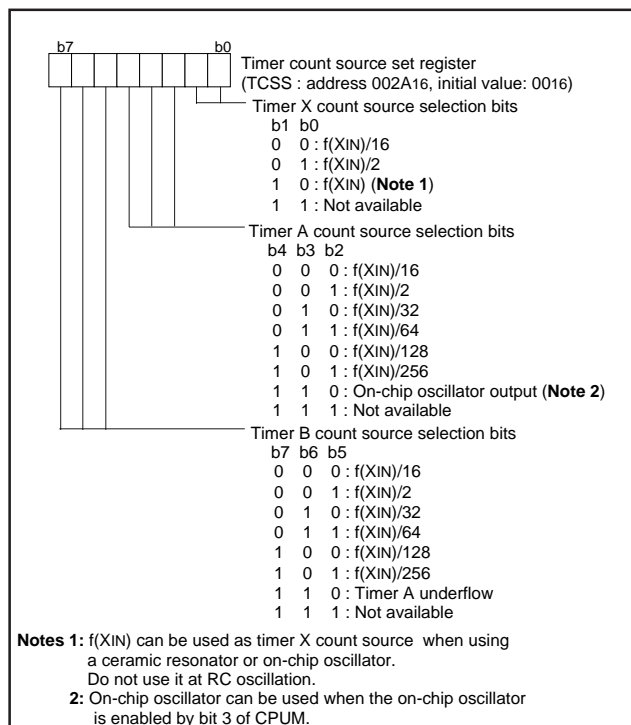 b7 b0
Timer count source set register
(TCSS : address 002A16, initial value: 0016)
Timer X count source selection bits
b1 b0
0 0 : f(XIN)/16
0 1 : f(XIN)/2
1 0 : f(XIN) (Note 1)
1 1 : Not available
Timer A count source selection bits
b4 b3 b2
0 0 0 : f(XIN)/16
0 0 1 : f(XIN)/2
0 1 0 : f(XIN)/32
0 1 1 : f(XIN)/64
1 0 0 : f(XIN)/128
1 0 1 : f(XIN)/256
1 1 0 : On-chip oscillator output (Note 2)
1 1 1 : Not available
Timer B count source selection bits
b7 b6 b5
0 0 0 : f(XIN)/16
0 0 1 : f(XIN)/2
0 1 0 : f(XIN)/32
0 1 1 : f(XIN)/64
1 0 0 : f(XIN)/128
1 0 1 : f(XIN)/256
1 1 0 : Timer A underflow
1 1 1 : Not available
Notes 1: f(XIN) can be used as timer X count source when using
a ceramic resonator or on-chip oscillator.
Do not use it at RC oscillation.
2: On-chip oscillator can be used when the on-chip oscillator
is enabled by bit 3 of CPUM.